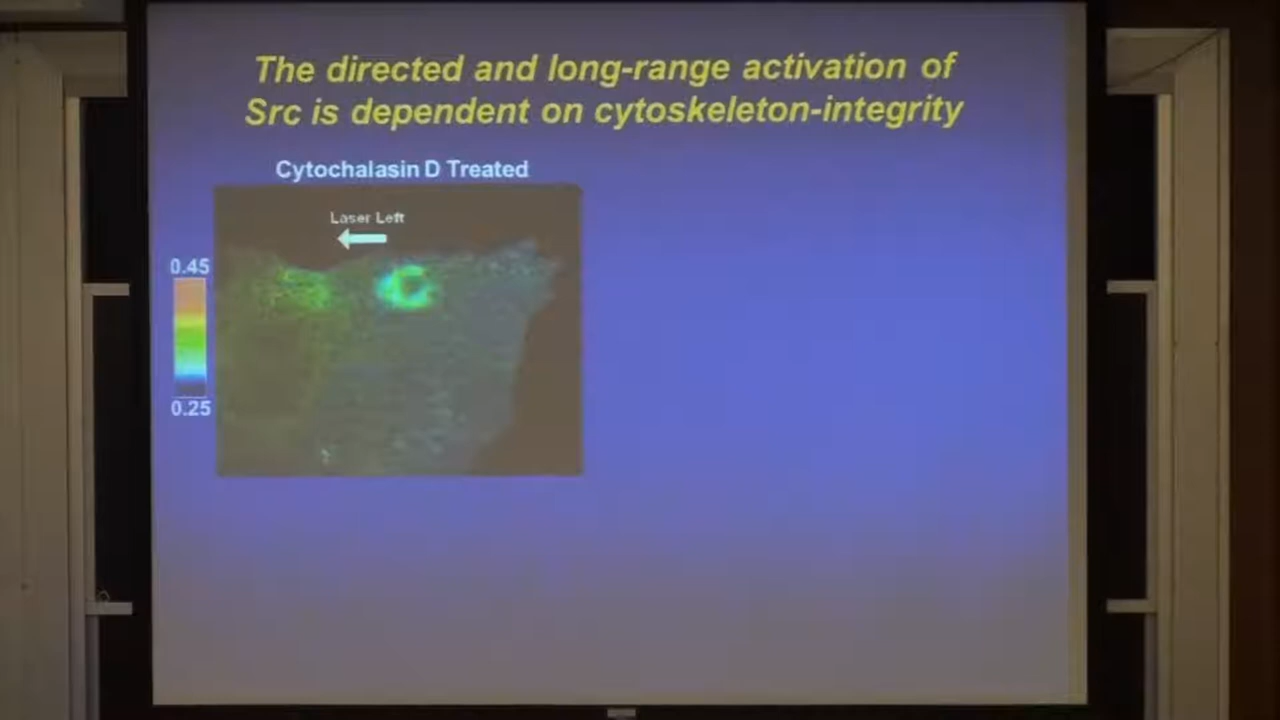 The directed and long-range activation of
Src is dependent on cytoskeleton-integrity
Cytochalasin D Treated
Laser Left
0.45
0.25